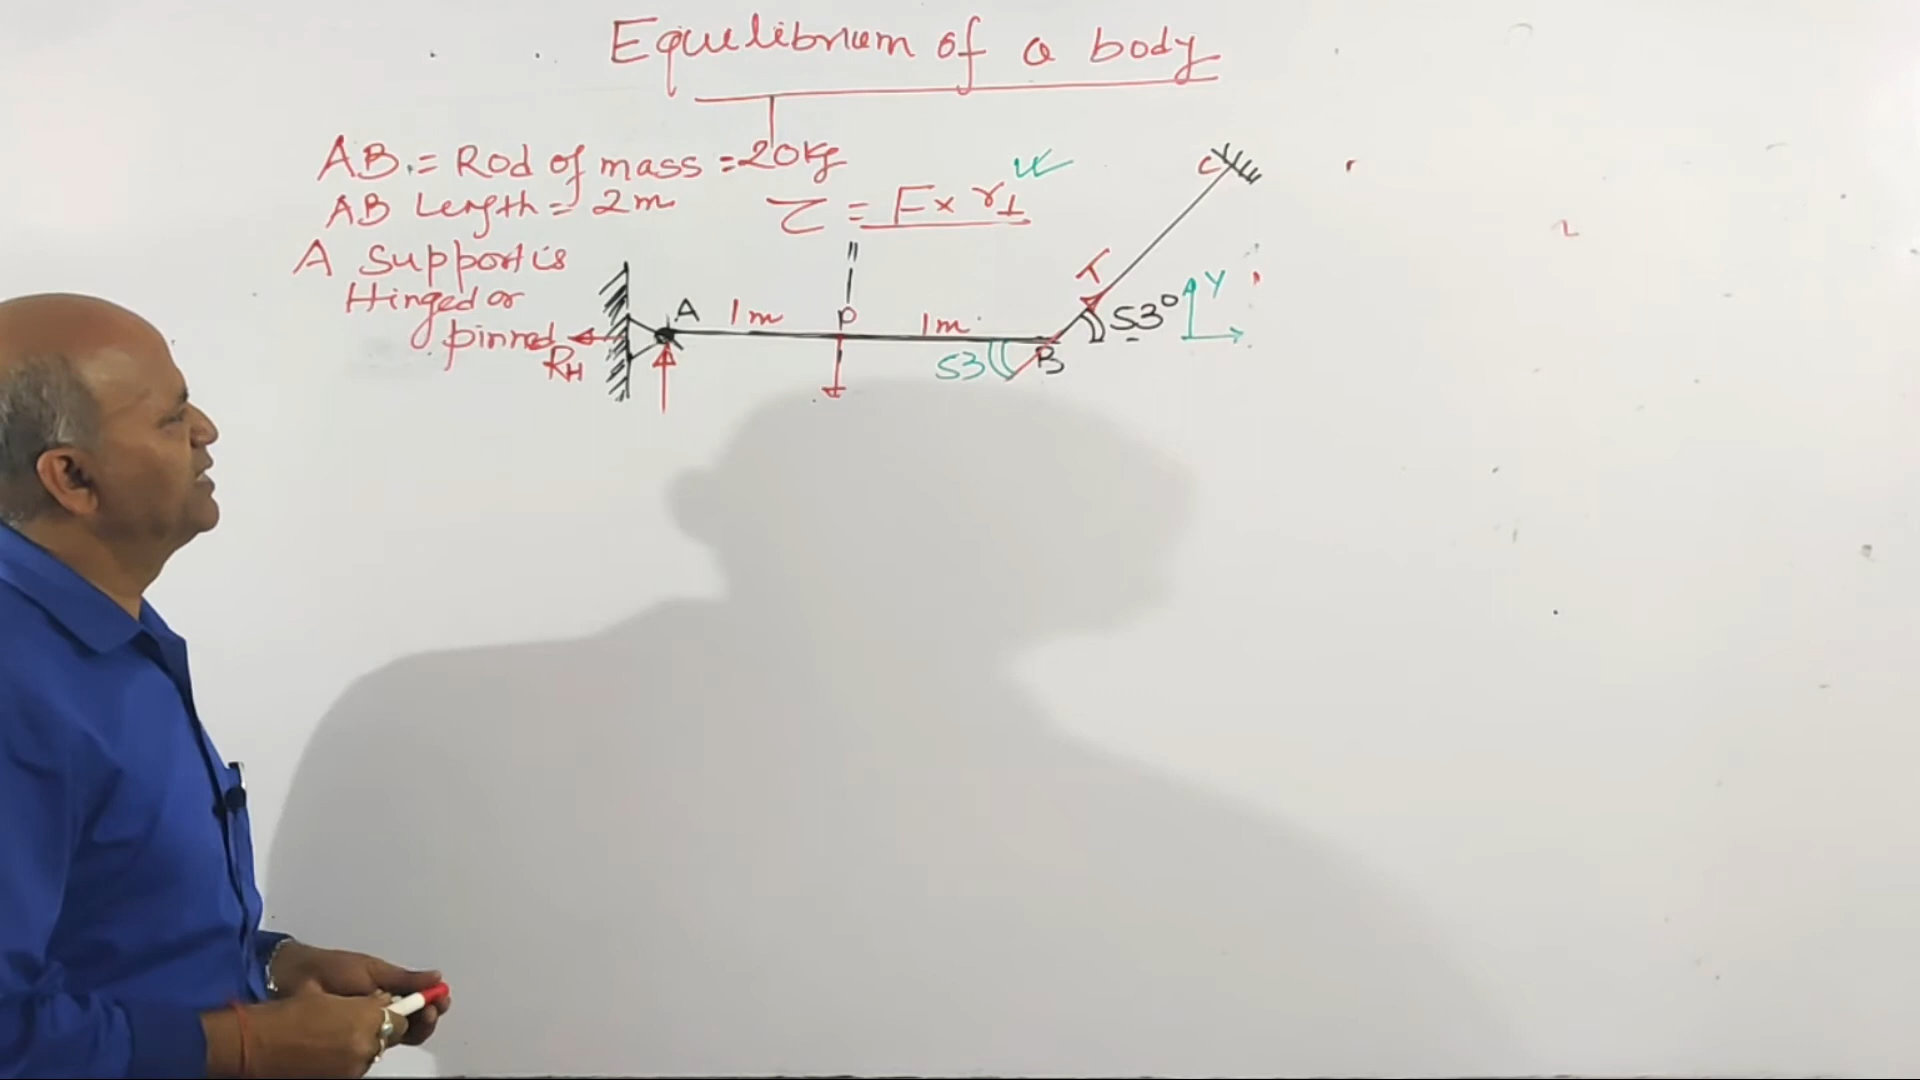 Equilibrium of a body
AB = Rod of mass = 20kg
AB Length = 2m
τ = F x r⊥
A Support is
Hinged or
pinned
RH
A
1m
P
1m
B
53
T
C
53°
Y